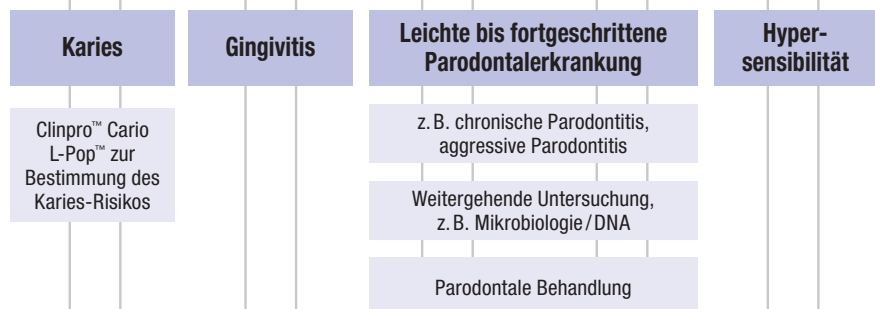 Karies
Gingivitis
Leichte bis fortgeschrittene
Parodontalerkrankung
Hyper-
sensibilität
Clinpro™ Cario
L-Pop™ zur
Bestimmung des
Karies-Risikos
z. B. chronische Parodontitis,
aggressive Parodontitis
Weitergehende Untersuchung,
z. B. Mikrobiologie / DNA
Parodontale Behandlung